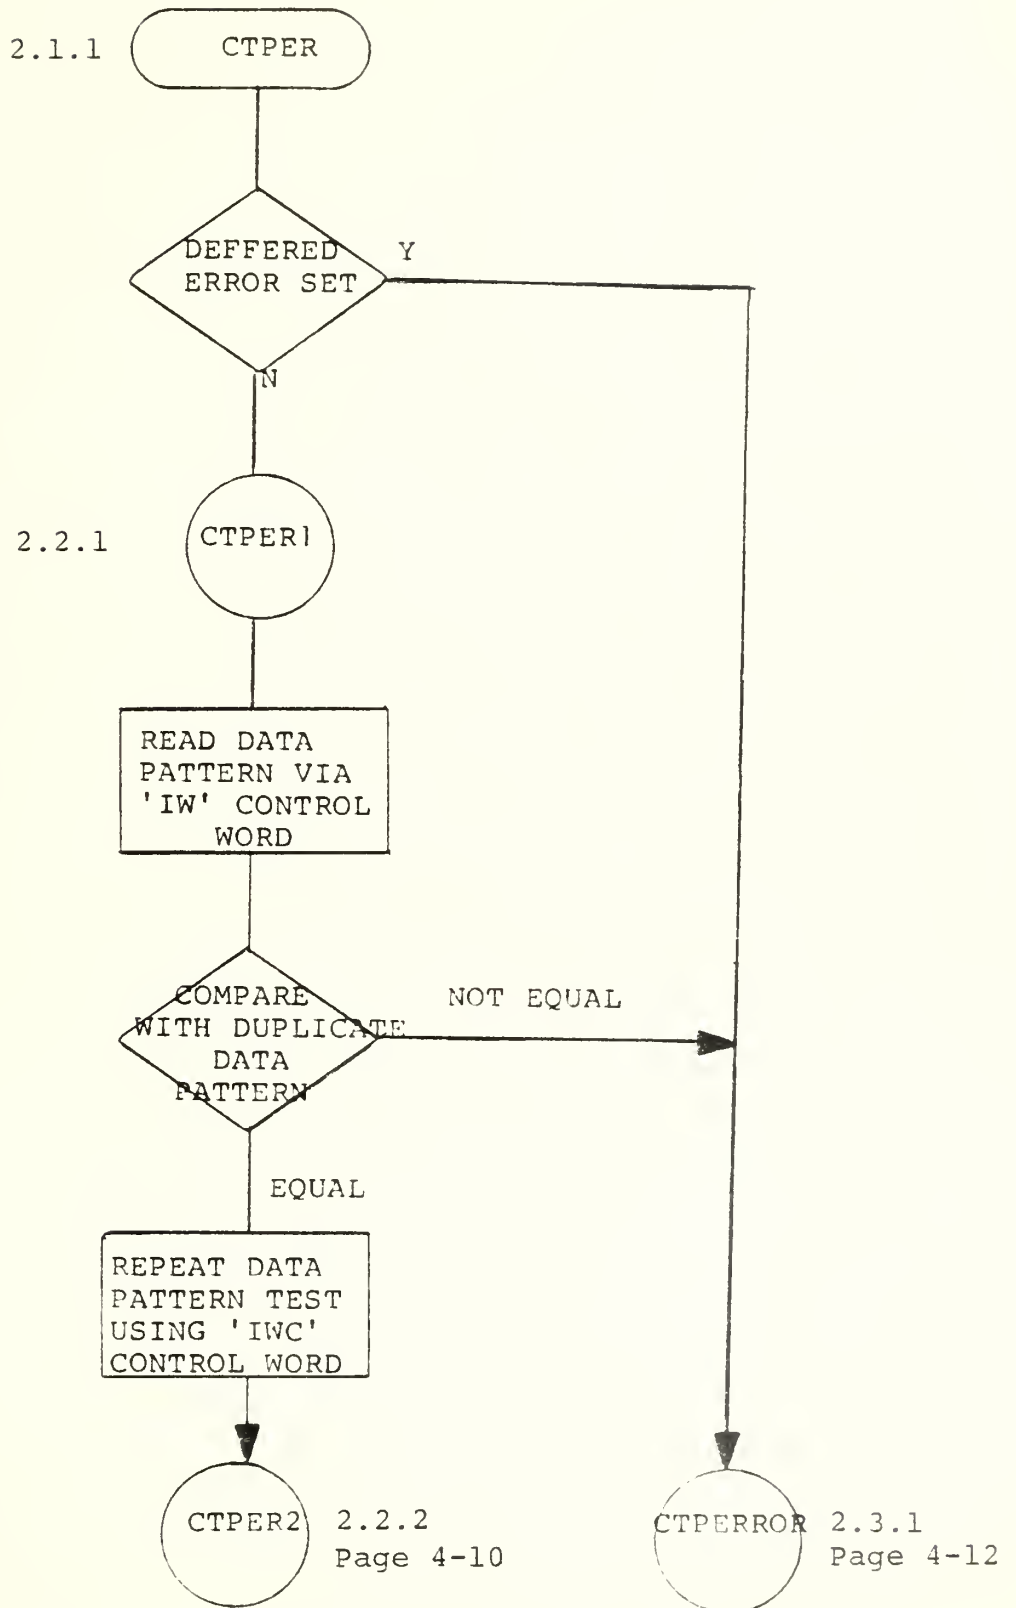 2.1.1 CTPER
DEFFERED
ERROR SET
Y
N
2.2.1 CTPER1
READ DATA
PATTERN VIA
'IW' CONTROL
WORD
COMPARE
WITH DUPLICATE
DATA
PATTERN
NOT EQUAL
EQUAL
REPEAT DATA
PATTERN TEST
USING 'IWC'
CONTROL WORD
CTPER2 2.2.2
Page 4-10
CTPERROR 2.3.1
Page 4-12